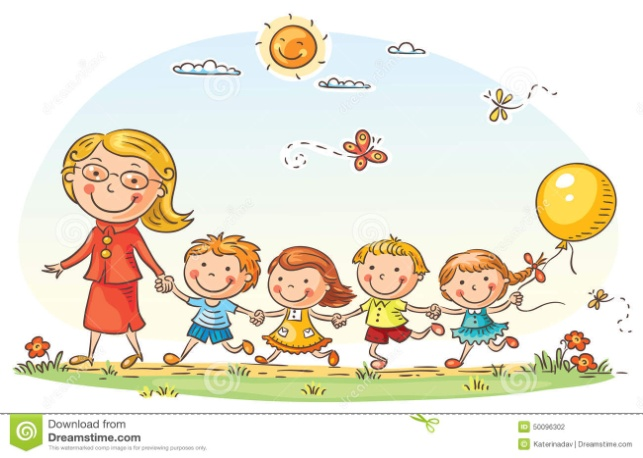 Download from
Dreamstime.com
This watermarked comp image is for previewing purposes only.
50096302
Katerinadav | Dreamstime.com